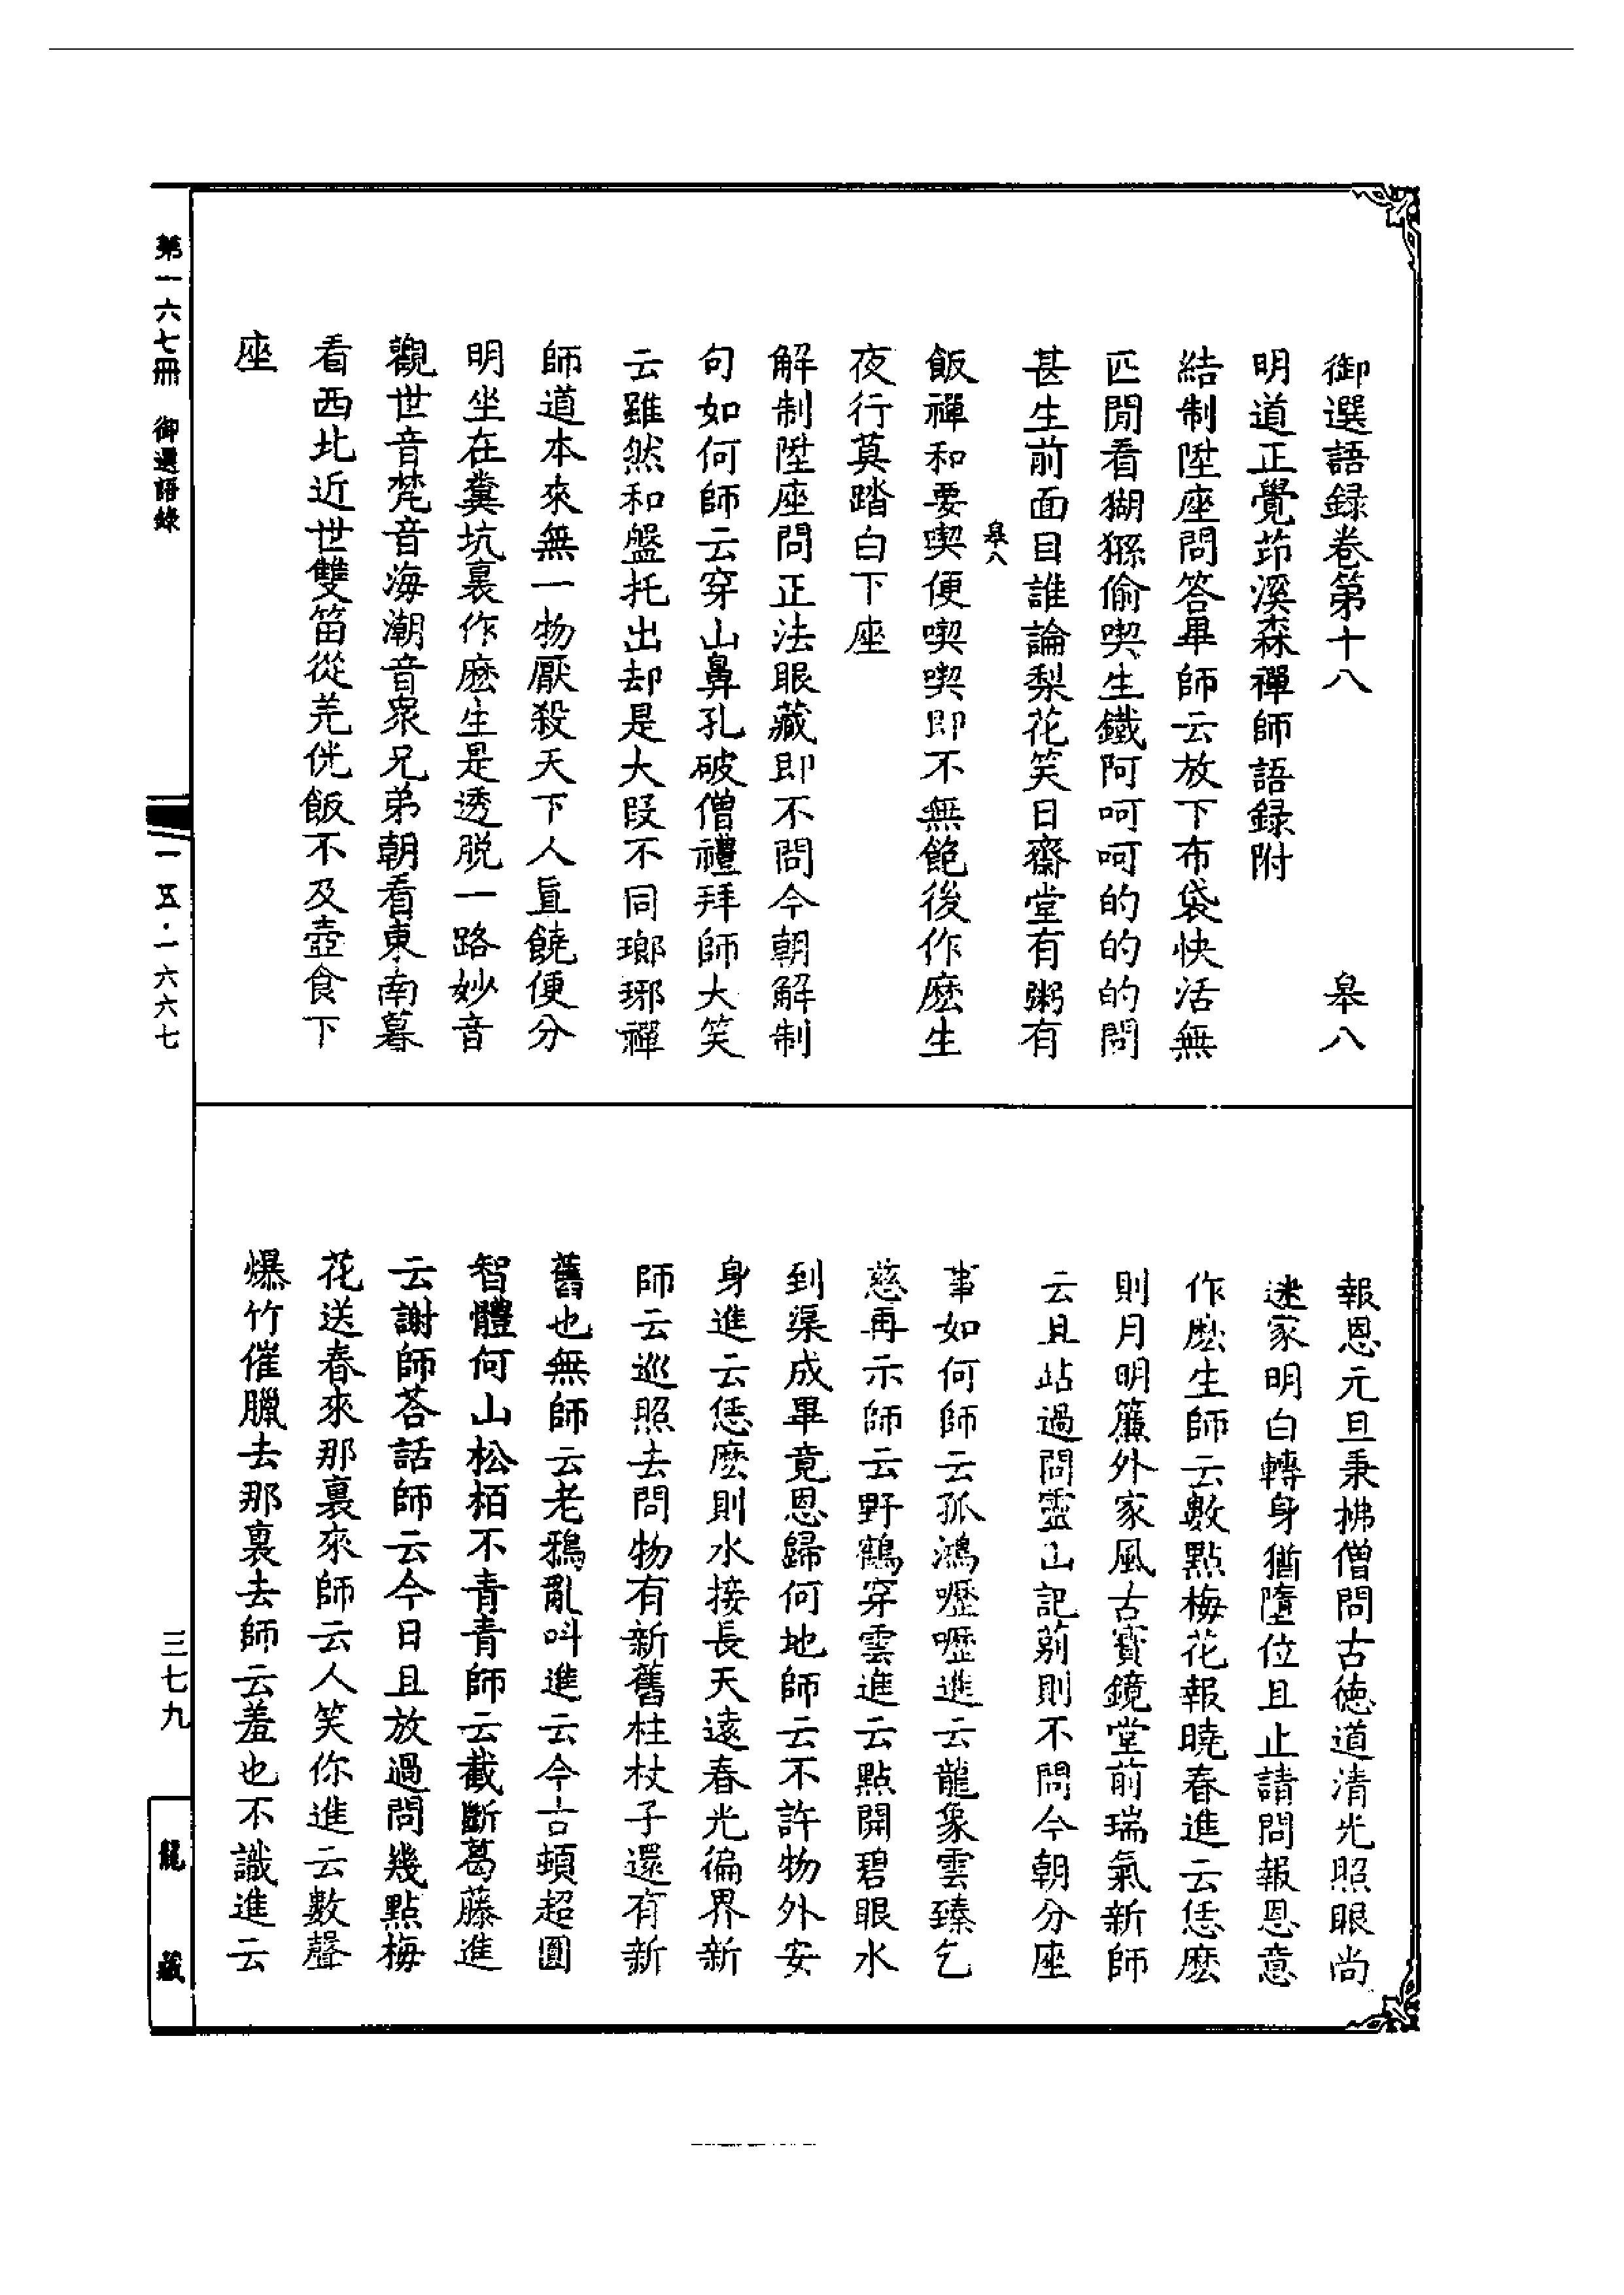 御選語録卷第十八　皋八
明道正覺茆溪森禪師語録附
結制陞座問答畢師云放下布袋快活無
匹閒看猢猻偷喫生鐵阿呵呵的的的問
甚生前面目誰論梨花笑日齋堂有粥有
皋八
飯禪和要喫便喫喫即不無飽後作麽生
夜行莫踏白下座
解制陞座問正法眼藏即不問今朝解制
句如何師云穿山鼻孔破僧禮拜師大笑
云雖然和盤托出却是大段不同瑯琊禪
師道本來無一物厭殺天下人直饒便分
明坐在糞坑裏作麽生是透脱一路妙音
觀世音梵音海潮音衆兄弟朝看東南暮
看西北近世雙笛從羌侊飯不及壺食下
座
報恩元旦秉拂僧問古徳道清光照眼尚
迷家明白轉身猶墮位且止請問報恩意
作麽生師云數點梅花報曉春進云恁麽
則月明簾外家風古寳鏡堂前瑞氣新師
云且站過問靈山記莂則不問今朝分座
事如何師云孤鴻嚦嚦進云龍象雲臻乞
慈再示師云野鶴穿雲進云點開碧眼水
到渠成畢竟恩歸何地師云不許物外安
身進云恁麽則水接長天遠春光徧界新
師云巡照去問物有新舊柱杖子還有新
舊也無師云老鴉亂呌進云今古頓超圓
智體何山松栢不青青師云截斷葛藤進
云謝師荅話師云今日且放過問幾點梅
花送春來那裏來師云人笑你進云數聲
爆竹催臘去那裏去師云羞也不識進云
第一六七冊　御選語錄
一五·一六六七
三七九
龍藏